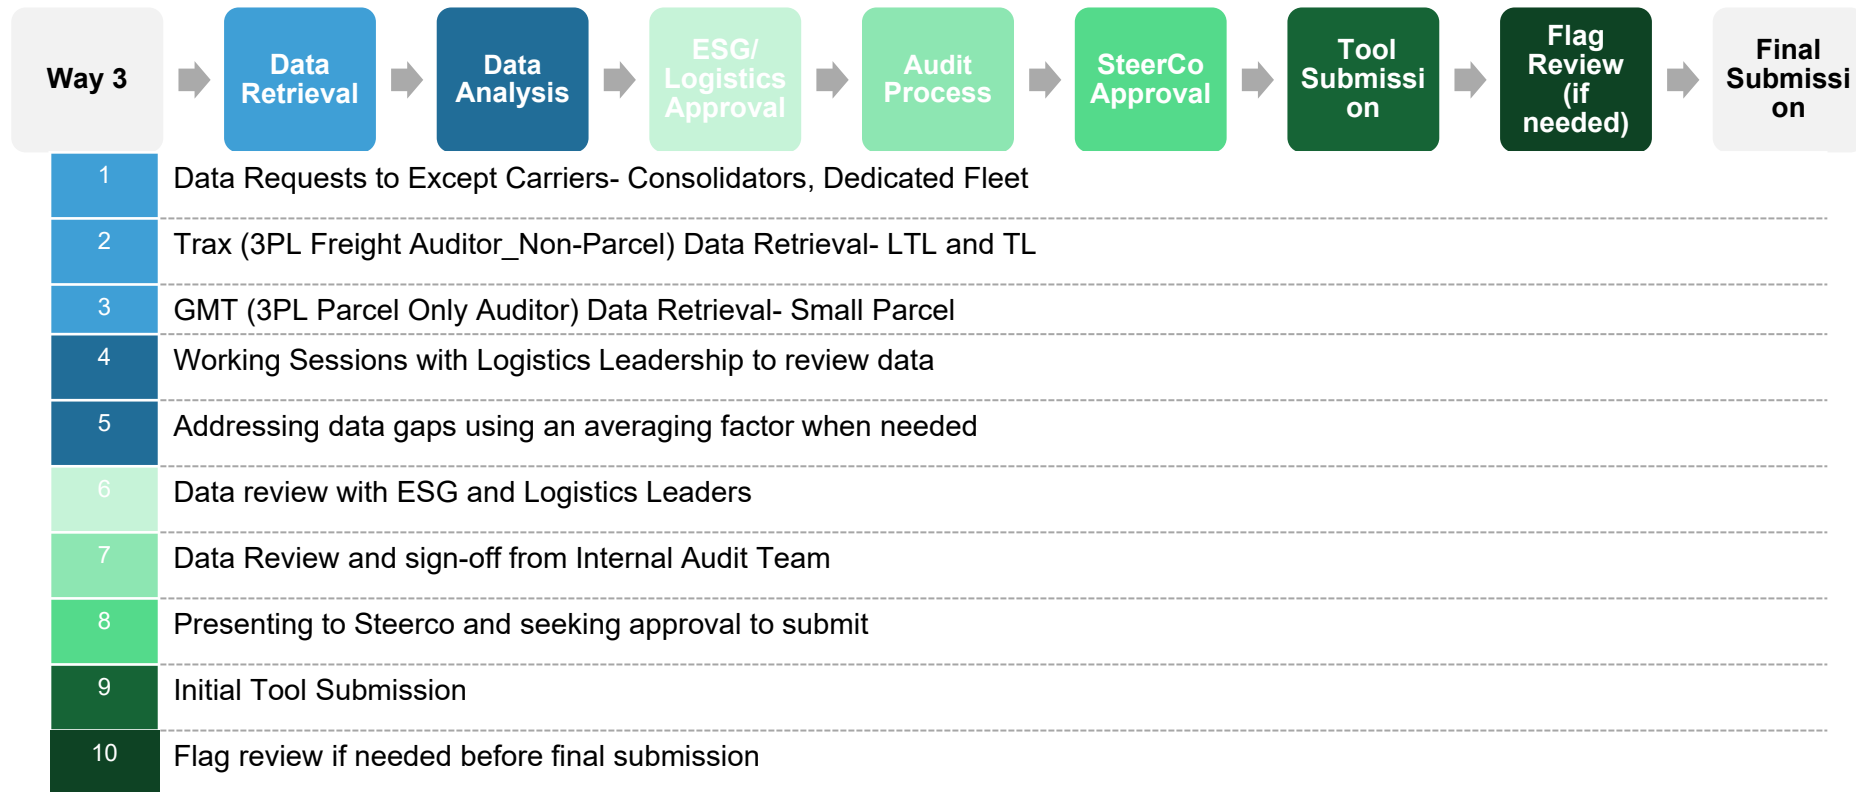 Way 3
Data
Retrieval
Data
Analysis
ESG/
Logistics
Approval
Audit
Process
SteerCo
Approval
Tool
Submissi
on
Flag
Review
(if
needed)
Final
Submissi
on
1 Data Requests to Except Carriers- Consolidators, Dedicated Fleet
2 Trax (3PL Freight Auditor_Non-Parcel) Data Retrieval- LTL and TL
3 GMT (3PL Parcel Only Auditor) Data Retrieval- Small Parcel
4 Working Sessions with Logistics Leadership to review data
5 Addressing data gaps using an averaging factor when needed
6 Data review with ESG and Logistics Leaders
7 Data Review and sign-off from Internal Audit Team
8 Presenting to Steerco and seeking approval to submit
9 Initial Tool Submission
10 Flag review if needed before final submission